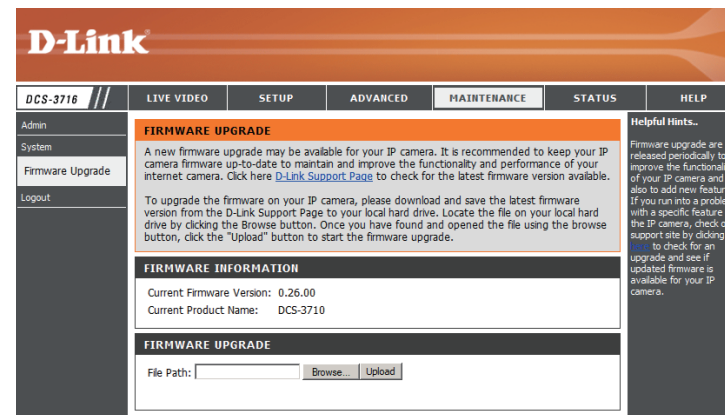 D-Link
DCS-3716
LIVE VIDEO
SETUP
ADVANCED
MAINTENANCE
STATUS
HELP
Admin
System
Firmware Upgrade
Logout
FIRMWARE UPGRADE
A new firmware upgrade may be available for your IP camera. It is recommended to keep your IP
camera firmware up-to-date to maintain and improve the functionality and performance of your
internet camera. Click here D-Link Support Page to check for the latest firmware version available.
To upgrade the firmware on your IP camera, please download and save the latest firmware
version from the D-Link Support Page to your local hard drive. Locate the file on your local hard
drive by clicking the Browse button. Once you have found and opened the file using the browse
button, click the "Upload" button to start the firmware upgrade.
FIRMWARE INFORMATION
Current Firmware Version: 0.26.00
Current Product Name: DCS-3710
FIRMWARE UPGRADE
File Path:
Browse...
Upload
Helpful Hints..
Firmware upgrade are
released periodically to
improve the
of your IP camera and
also to add new
If you run into a
with a specific feature
the IP camera, check
support site by clicking
to check for an
upgrade and see if
updated firmware is
available for your IP
camera.